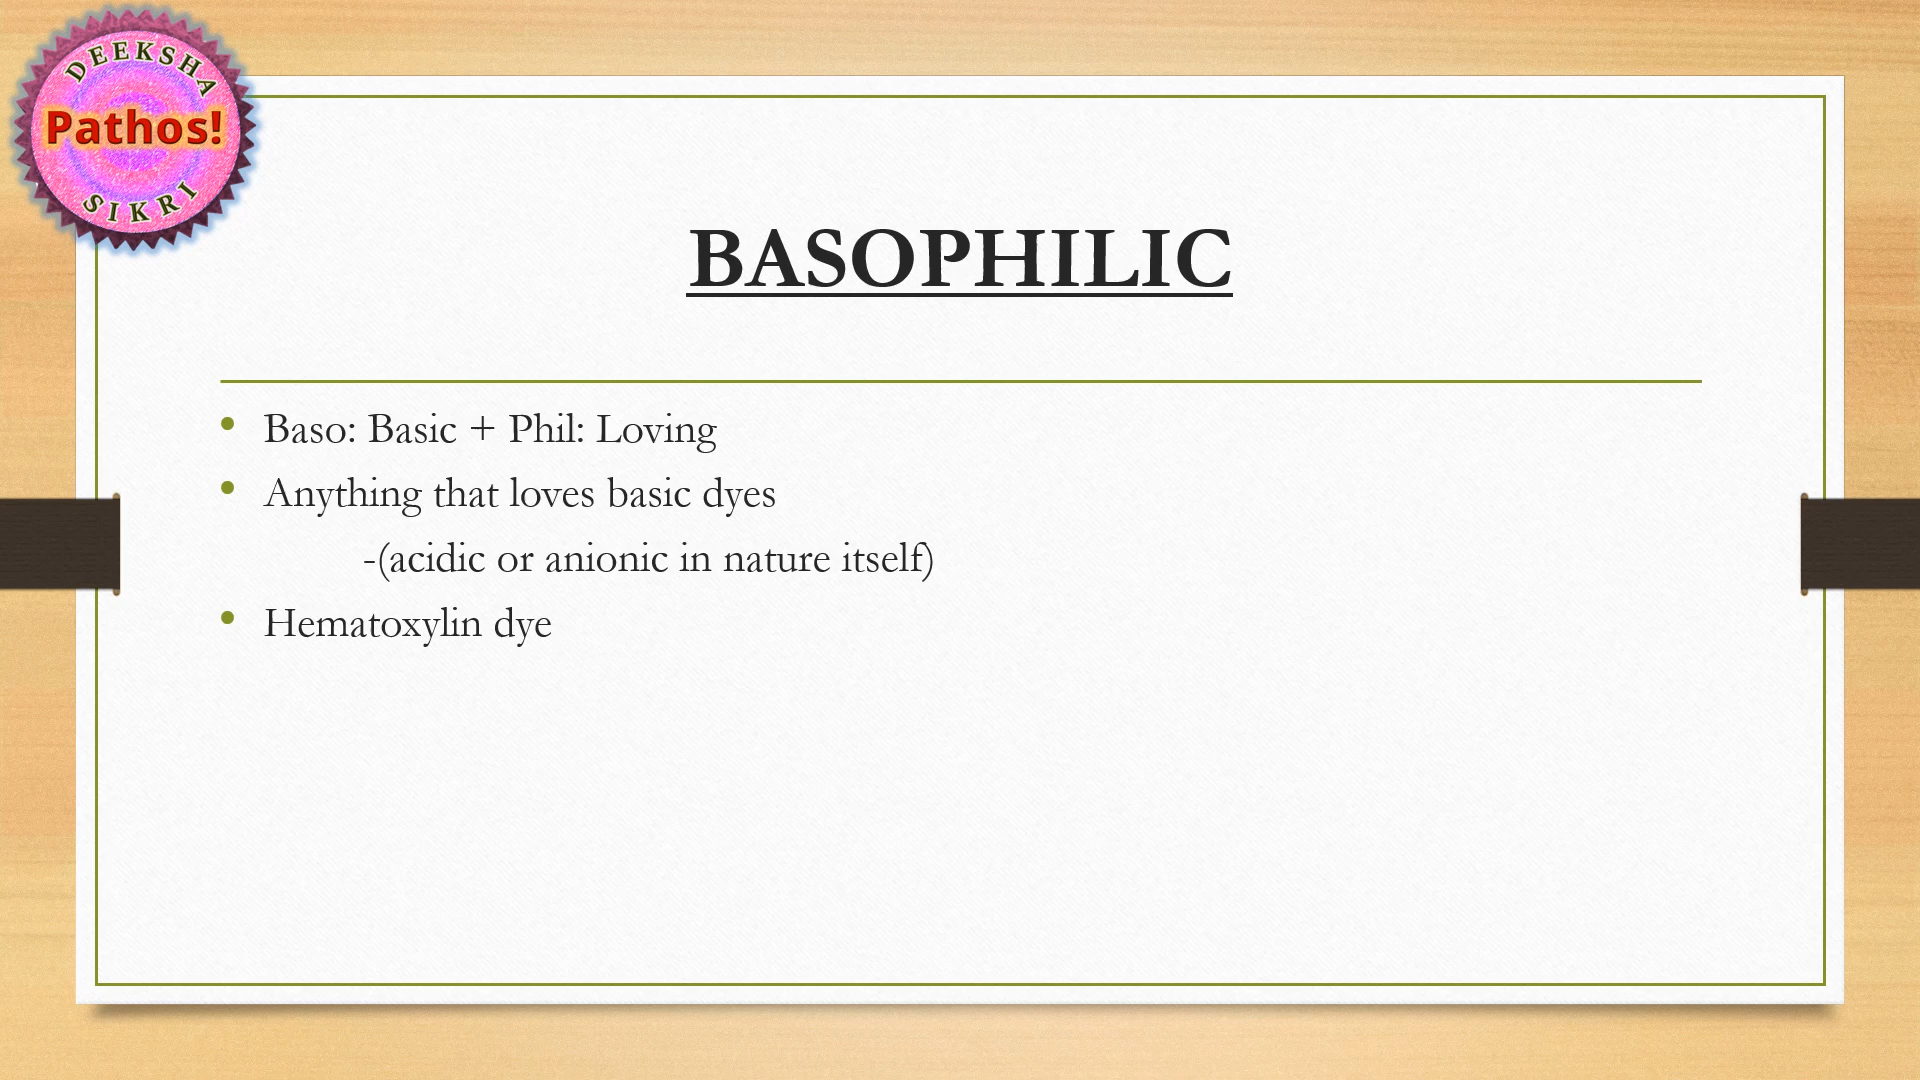 DEEKSHA
Pathos!
SIKRI
BASOPHILIC
• Baso: Basic + Phil: Loving
• Anything that loves basic dyes
-(acidic or anionic in nature itself)
• Hematoxylin dye